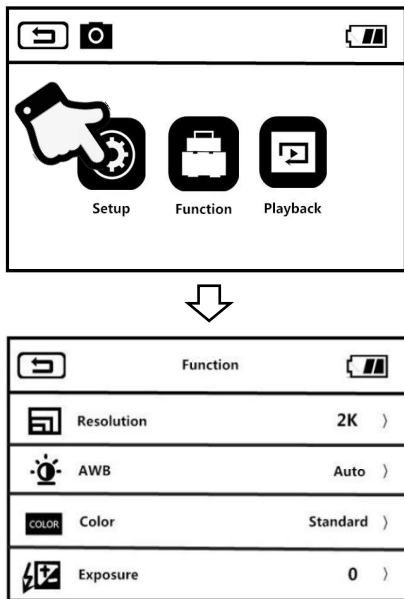 Setup Function Playback
Function
Resolution 2K
AWB Auto
COLOR Color Standard
Exposure 0